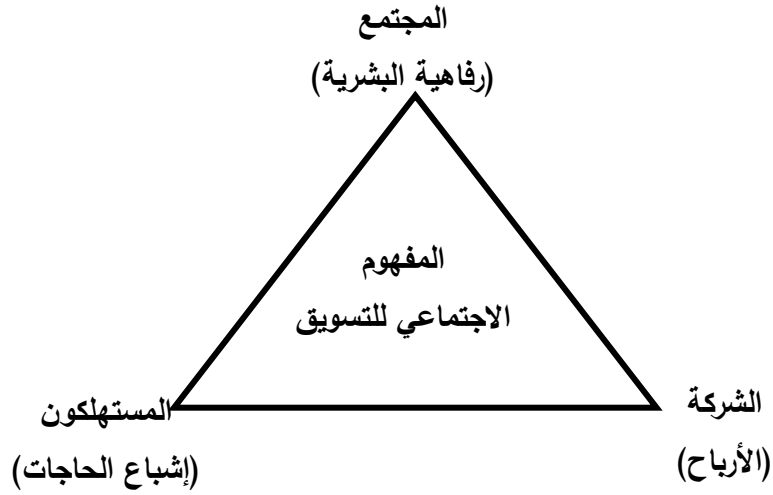 المجتمع
(رفاهية البشرية)
المفهوم
الاجتماعي للتسويق
الشركة
(الأرباح)
المستهلكون
(إشباع الحاجات)